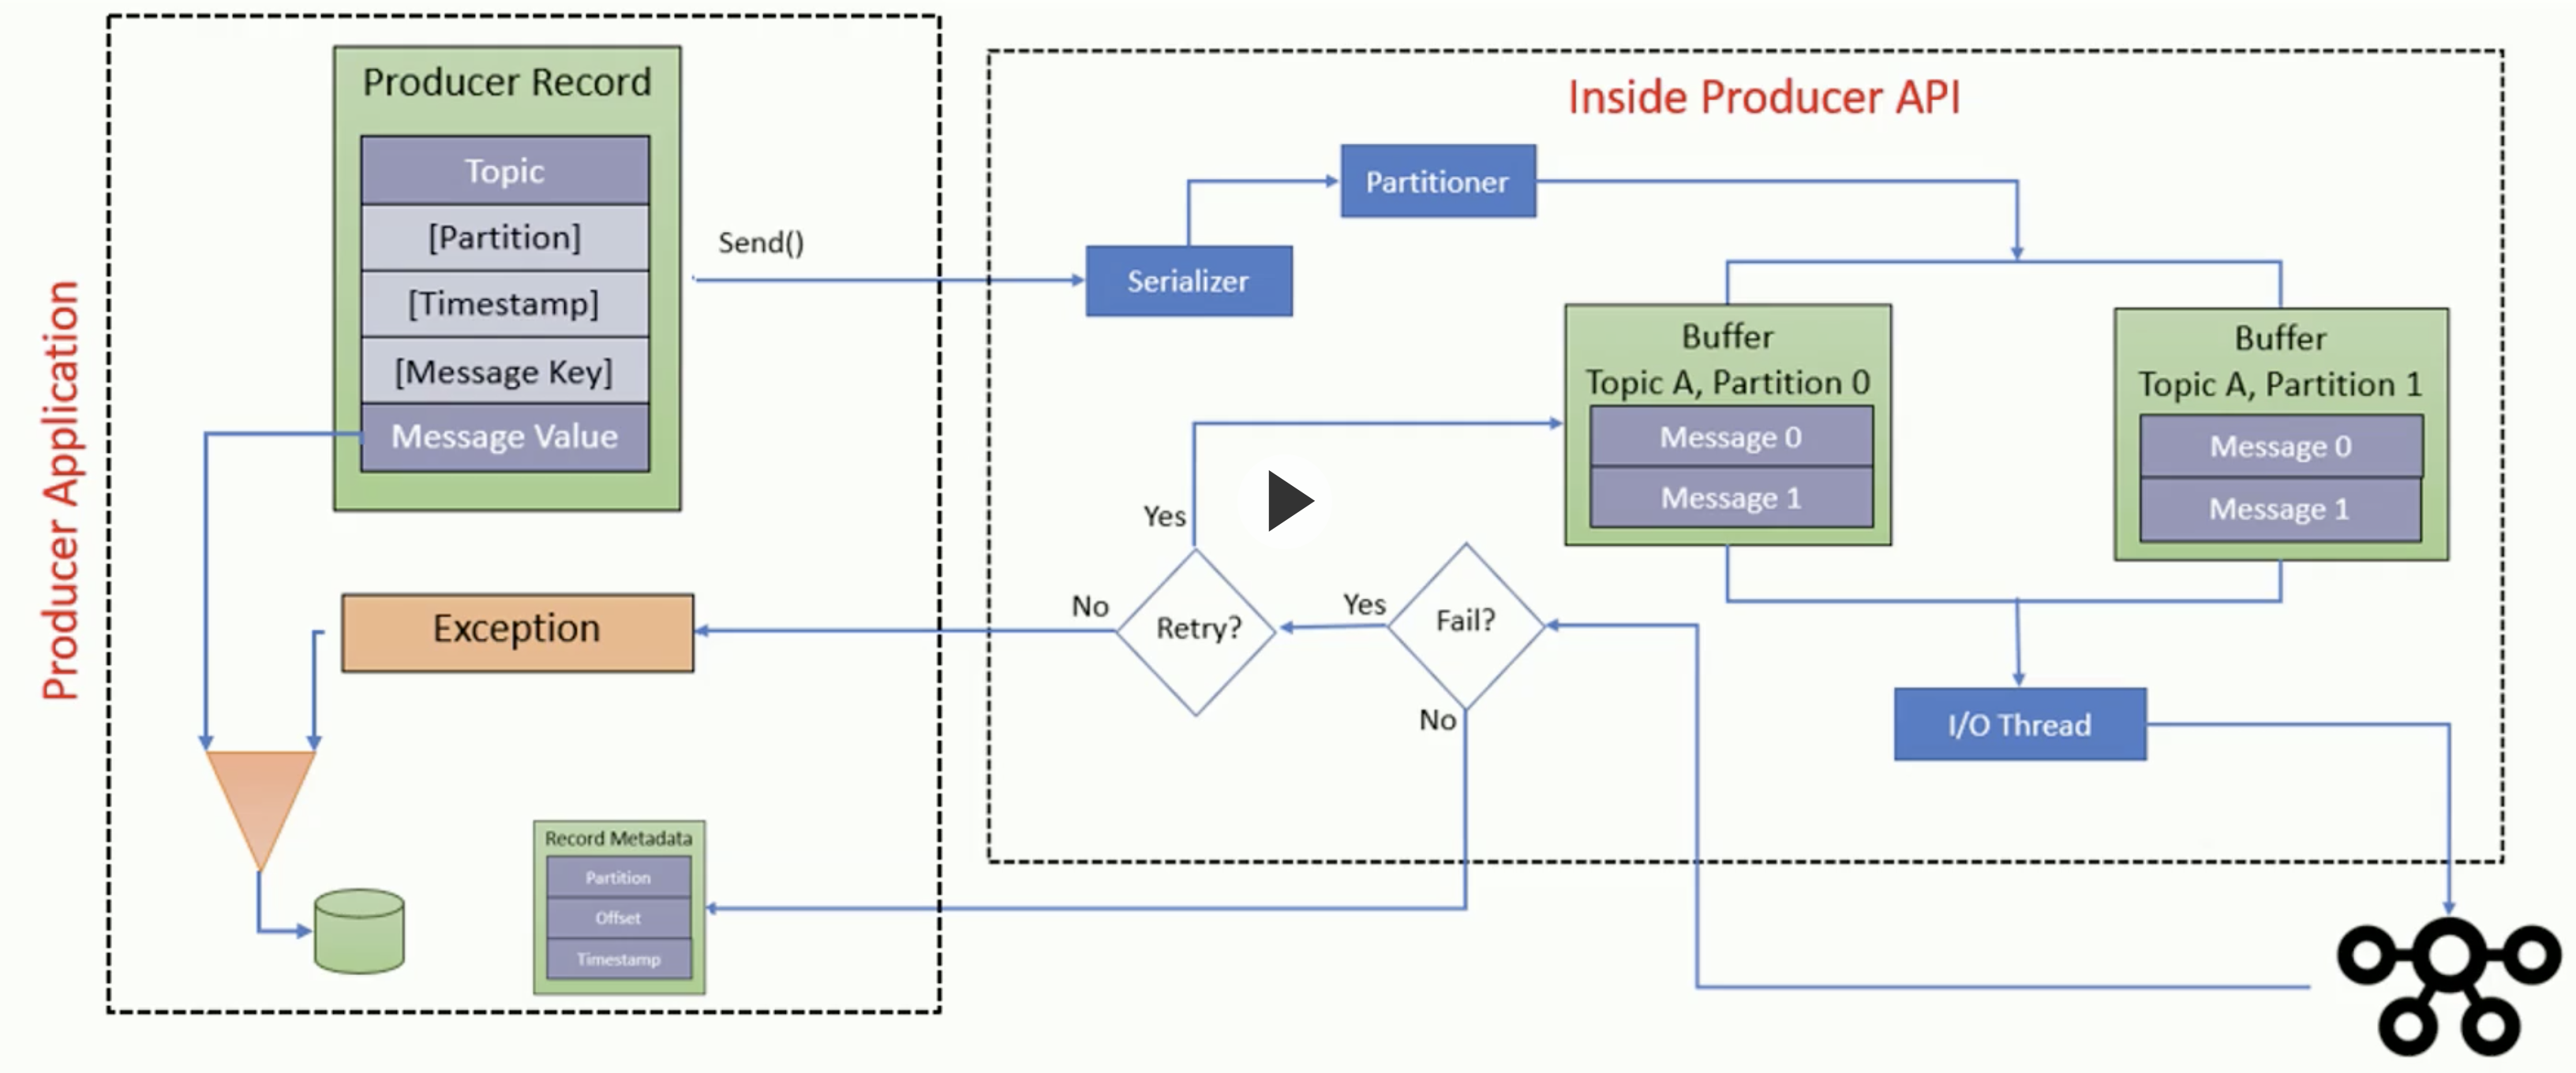 Producer Application
Producer Record
Topic
[Partition]
[Timestamp]
[Message Key]
Message Value
Send()
Exception
Record Metadata
Partition
Offset
Timestamp
Inside Producer API
Partitioner
Serializer
Buffer
Topic A, Partition 0
Message 0
Message 1
Buffer
Topic A, Partition 1
Message 0
Message 1
Yes
No
Retry?
Yes
Fail?
No
I/O Thread